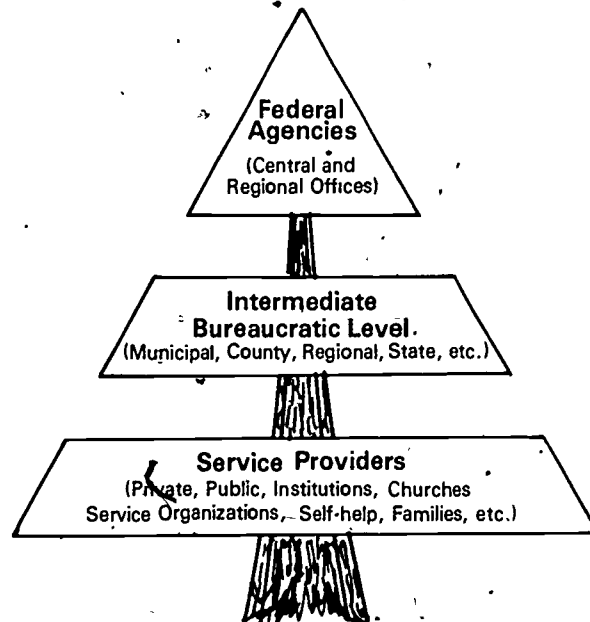 Federal
Agencies
(Central and
Regional Offices)
Intermediate
Bureaucratic Level.
(Municipal, County, Regional, State, etc.)
Service Providers
(Private, Public, Institutions, Churches
Service Organizations, Self-help, Families, etc.)